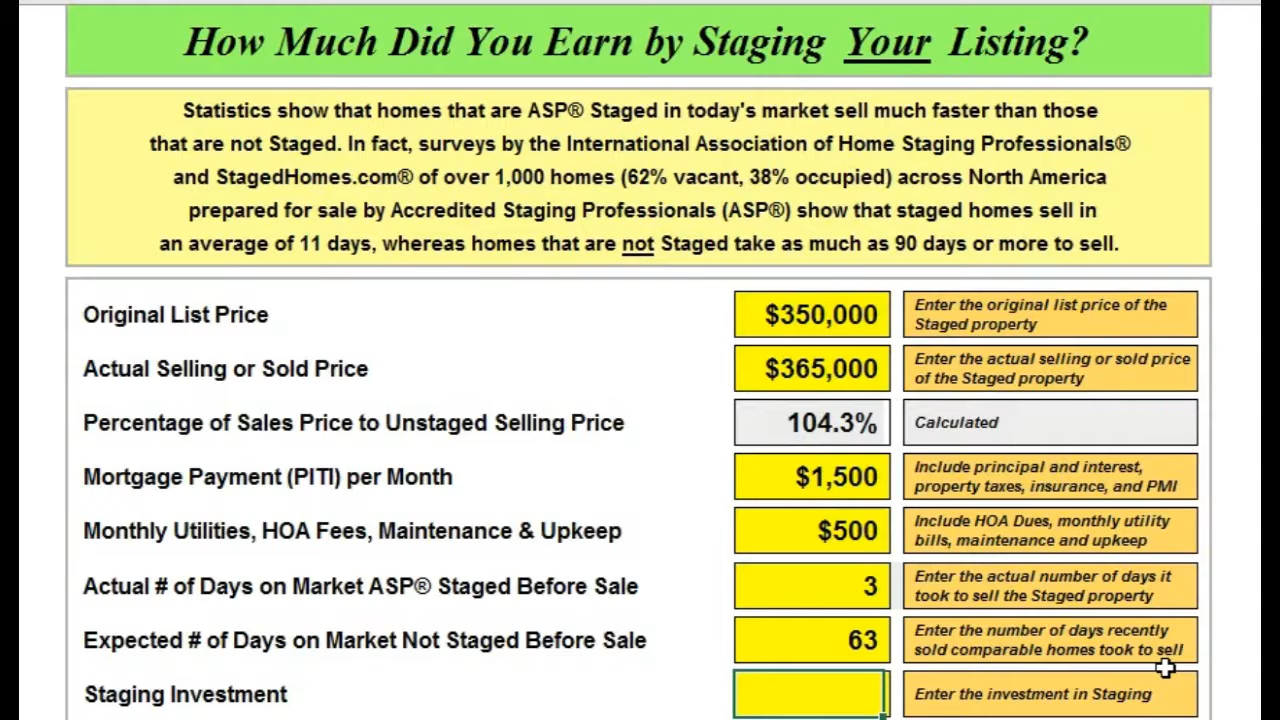 How Much Did You Earn by Staging Your Listing?
Statistics show that homes that are ASP® Staged in today's market sell much faster than those
that are not Staged. In fact, surveys by the International Association of Home Staging Professionals®
and StagedHomes.com® of over 1,000 homes (62% vacant, 38% occupied) across North America
prepared for sale by Accredited Staging Professionals (ASP®) show that staged homes sell in
an average of 11 days, whereas homes that are not Staged take as much as 90 days or more to sell.
Original List Price
$350,000
Enter the original list price of the
Staged property
Actual Selling or Sold Price
$365,000
Enter the actual selling or sold price
of the Staged property
Percentage of Sales Price to Unstaged Selling Price
104.3%
Calculated
Mortgage Payment (PITI) per Month
$1,500
Include principal and interest,
property taxes, insurance, and PMI
Monthly Utilities, HOA Fees, Maintenance & Upkeep
$500
Include HOA Dues, monthly utility
bills, maintenance and upkeep
Actual # of Days on Market ASP® Staged Before Sale
3
Enter the actual number of days it
took to sell the Staged property
Expected # of Days on Market Not Staged Before Sale
63
Enter the number of days recently
sold comparable homes took to sell
Staging Investment
Enter the investment in Staging